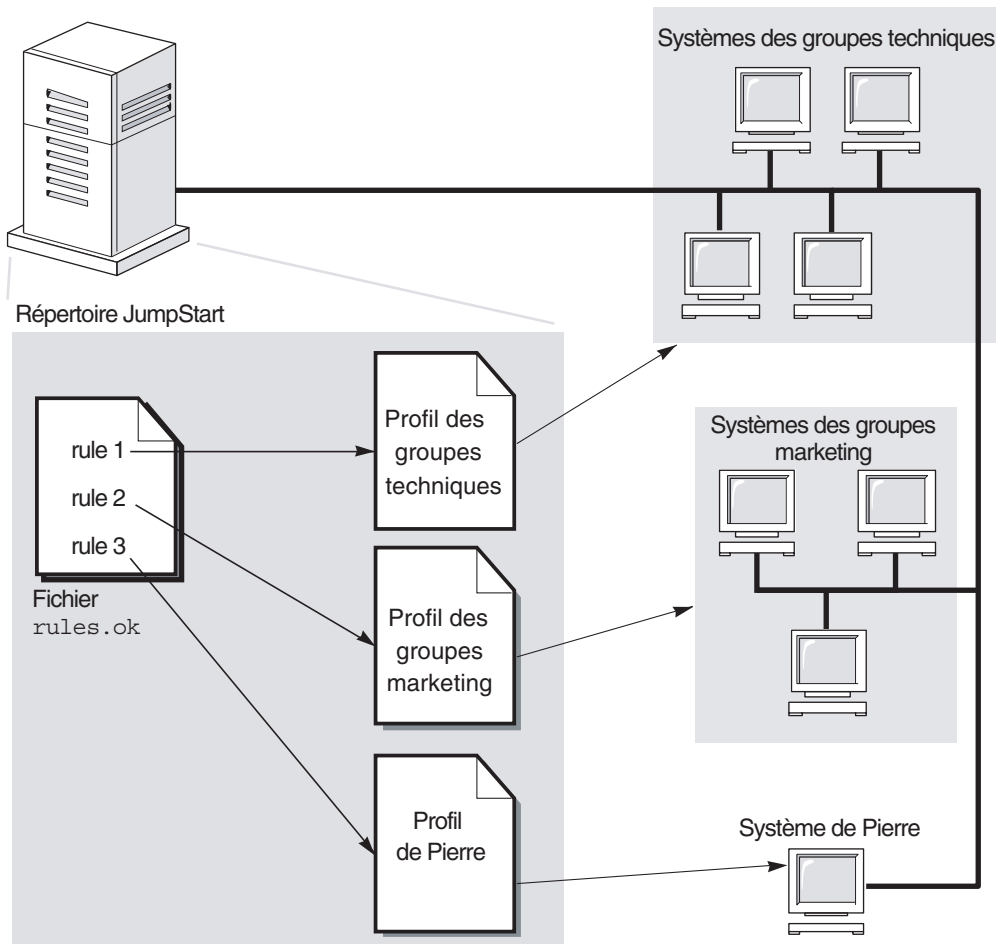 Systèmes des groupes techniques
Répertoire JumpStart
rule 1
rule 2
rule 3
Fichier
rules.ok
Profil des
groupes
techniques
Profil des
groupes
marketing
Profil
de Pierre
Systèmes des groupes
marketing
Système de Pierre